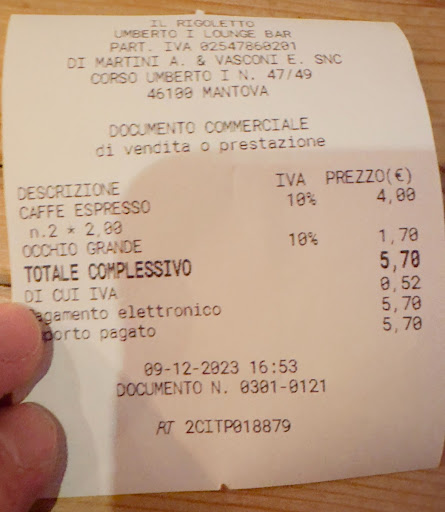 IL RIGOLETTO
UMBERTO I LOUNGE BAR
PART. IVA 02547860201
DI MARTINI A. & VASCONI E. SNC
CORSO UMBERTO I N. 47/49
46100 MANTOVA
DOCUMENTO COMMERCIALE
di vendita o prestazione
DESCRIZIONE IVA PREZZO(€)
CAFFE ESPRESSO 10% 4,00
n.2 * 2,00
OCCHIO GRANDE 10% 1,70
TOTALE COMPLESSIVO 5,70
DI CUI IVA 0,52
agamento elettronico 5,70
porto pagato 5,70
09-12-2023 16:53
DOCUMENTO N. 0301-0121
RT 2CITP018879